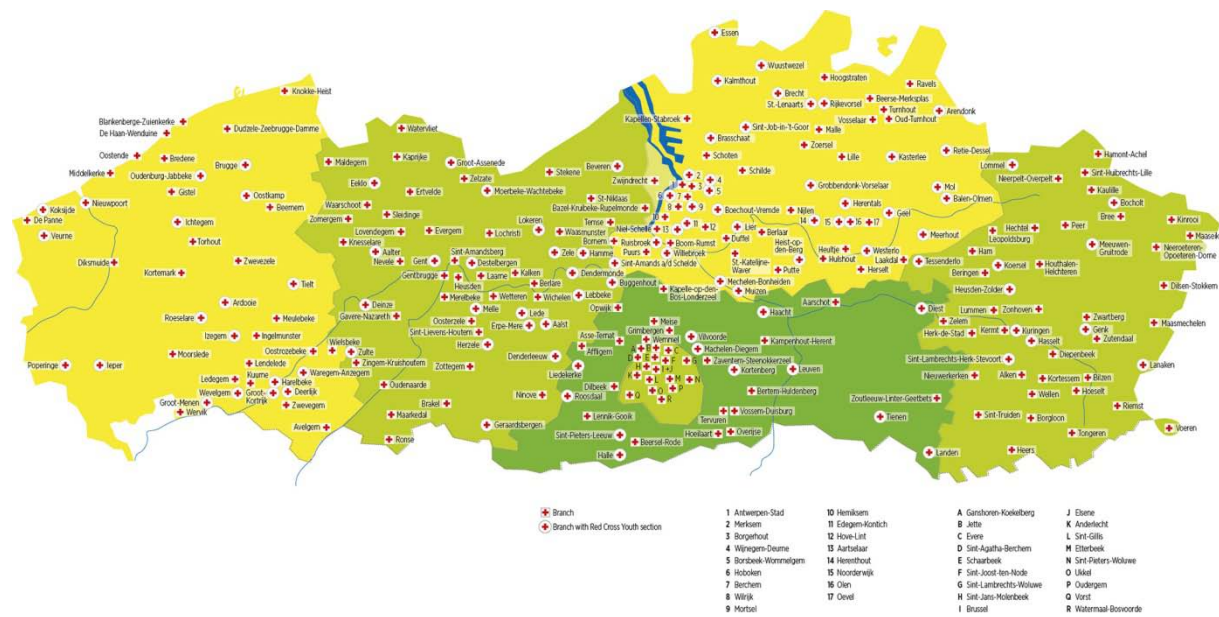 Essen
Wuustwezel
Kalmthout
Hoogstraten
Ravels
Knokke-Heist
Brecht
St.-Lenaarts
Rijkevorsel
Beerse-Merksplas
Turnhout
Arendonk
Blankenberge-Zuienkerke
De Haan-Wenduine
Dudzele-Zeebrugge-Damme
Watervliet
Kapellen-Stabroek
Sint-Job-in-'t-Goor
Vosselaar
Oud-Turnhout
Malle
Brasschaat
Zoersel
Oostende
Bredene
Maldegem
Kaprijke
Groot-Assenede
Beveren
Schoten
Lille
Kasterlee
Retie-Dessel
Lommel
Hamont-Achel
Middelkerke
Brugge
Oudenburg-Jabbeke
Eeklo
Zelzate
Stekene
Zwijndrecht
Schilde
Neerpelt-Overpelt
Sint-Huibrechts-Lille
Gistel
Oostkamp
Ertvelde
Moerbeke-Wachtebeke
2
4
1
3
5
Grobbendonk-Vorselaar
Mol
Balen-Olmen
Kaulille
Nieuwpoort
Koksijde
De Panne
Beernem
Waarschoot
St-Niklaas
Bazel-Kruibeke-Rupelmonde
6
7
8
9
Boechout-Vremde
Nijlen
Herentals
Geel
Bocholt
Bree
Kinrooi
Ichtegem
Zomergem
Sleidinge
Lokeren
Temse
10
11
12
13
Niel-Schelle
Lier
Berlaar
14
15
16
17
Hechtel
Peer
Maaseik
Veurne
Torhout
Lovendegem
Evergem
Lochristi
Waasmunster
Bornem
Ruisbroek
Boom-Rumst
Duffel
Heist-op-den-Berg
Heultje
Westerlo
Meerhout
Leopoldsburg
Meeuwen-Gruitrode
Neeroeteren-Opoeteren-Dorne
Knesselare
Aalter
Nevele
Gent
Sint-Amandsberg
Destelbergen
Zele
Hamme
Puurs
Willebroek
St.-Katelijne-Waver
Putte
Hulshout
Laakdal
Herselt
Tessenderlo
Ham
Beringen
Koersel
Houthalen-Helchteren
Diksmuide
Kortemark
Zwevezele
Gentbrugge
Laarne
Heusden
Kalken
Berlare
Dendermonde
Sint-Amands a/d Schelde
Buggenhout
Mechelen-Bonheiden
Muizen
Kapelle-op-den-Bos-Londerzeel
Heusden-Zolder
Dilsen-Stokkem
Tielt
Merelbeke
Wetteren
Wichelen
Lebbeke
Aarschot
Ardooie
Deinze
Gavere-Nazareth
Melle
Lede
Opwijk
Haacht
Diest
Lummen
Zonhoven
Roeselare
Meulebeke
Oosterzele
Erpe-Mere
Aalst
Meise
Grimbergen
Zelem
Zwartberg
Genk
Maasmechelen
Izegem
Ingelmunster
Sint-Lievens-Houtem
Asse-Ternat
Wemmel
Vilvoorde
Kampenhout-Herent
Herk-de-Stad
Kermt
Kuringen
Hasselt
Zutendaal
Moorslede
Oostrozebeke
Wielsbeke
Zulte
Herzele
Denderleeuw
Affligem
A
B
C
Machelen-Diegem
Diepenbeek
Poperinge
Ieper
Lendelede
Waregem-Anzegem
Zingem-Kruishoutem
Zottegem
Liedekerke
D
E
F
G
Zaventem-Steenokkerzeel
Kortenberg
Leuven
Sint-Lambrechts-Herk-Stevoort
Lanaken
Ledegem
Kuurne
Harelbeke
Oudenaarde
Dilbeek
H
I+J
K
L
M
N
Nieuwerkerken
Alken
Kortessem
Bilzen
Wevelgem
Groot-Kortrijk
Deerlijk
Ninove
Roosdaal
O
P
Q
R
Bertem-Huldenberg
Zoutleeuw-Linter-Geetbets
Wellen
Hoeselt
Groot-Menen
Wervik
Zwevegem
Brakel
Maarkedal
Lennik-Gooik
Vossem-Duisburg
Tervuren
Tienen
Sint-Truiden
Borgloon
Riemst
Avelgem
Geraardsbergen
Sint-Pieters-Leeuw
Hoeilaart
Overijse
Tongeren
Voeren
Ronse
Beersel-Rode
Halle
Landen
Heers
Branch
Branch with Red Cross Youth section
1 Antwerpen-Stad
2 Merksem
3 Borgerhout
4 Wijnegem-Deurne
5 Borsbeek-Wommelgem
6 Hoboken
7 Berchem
8 Wilrijk
9 Mortsel
10 Hemiksem
11 Edegem-Kontich
12 Hove-Lint
13 Aartselaar
14 Herenthout
15 Noorderwijk
16 Olen
17 Oevel
A Ganshoren-Koekelberg
B Jette
C Evere
D Sint-Agatha-Berchem
E Schaarbeek
F Sint-Joost-ten-Node
G Sint-Lambrechts-Woluwe
H Sint-Jans-Molenbeek
I Brussel
J Elsene
K Anderlecht
L Sint-Gillis
M Etterbeek
N Sint-Pieters-Woluwe
O Ukkel
P Oudergem
Q Vorst
R Watermaal-Bosvoorde